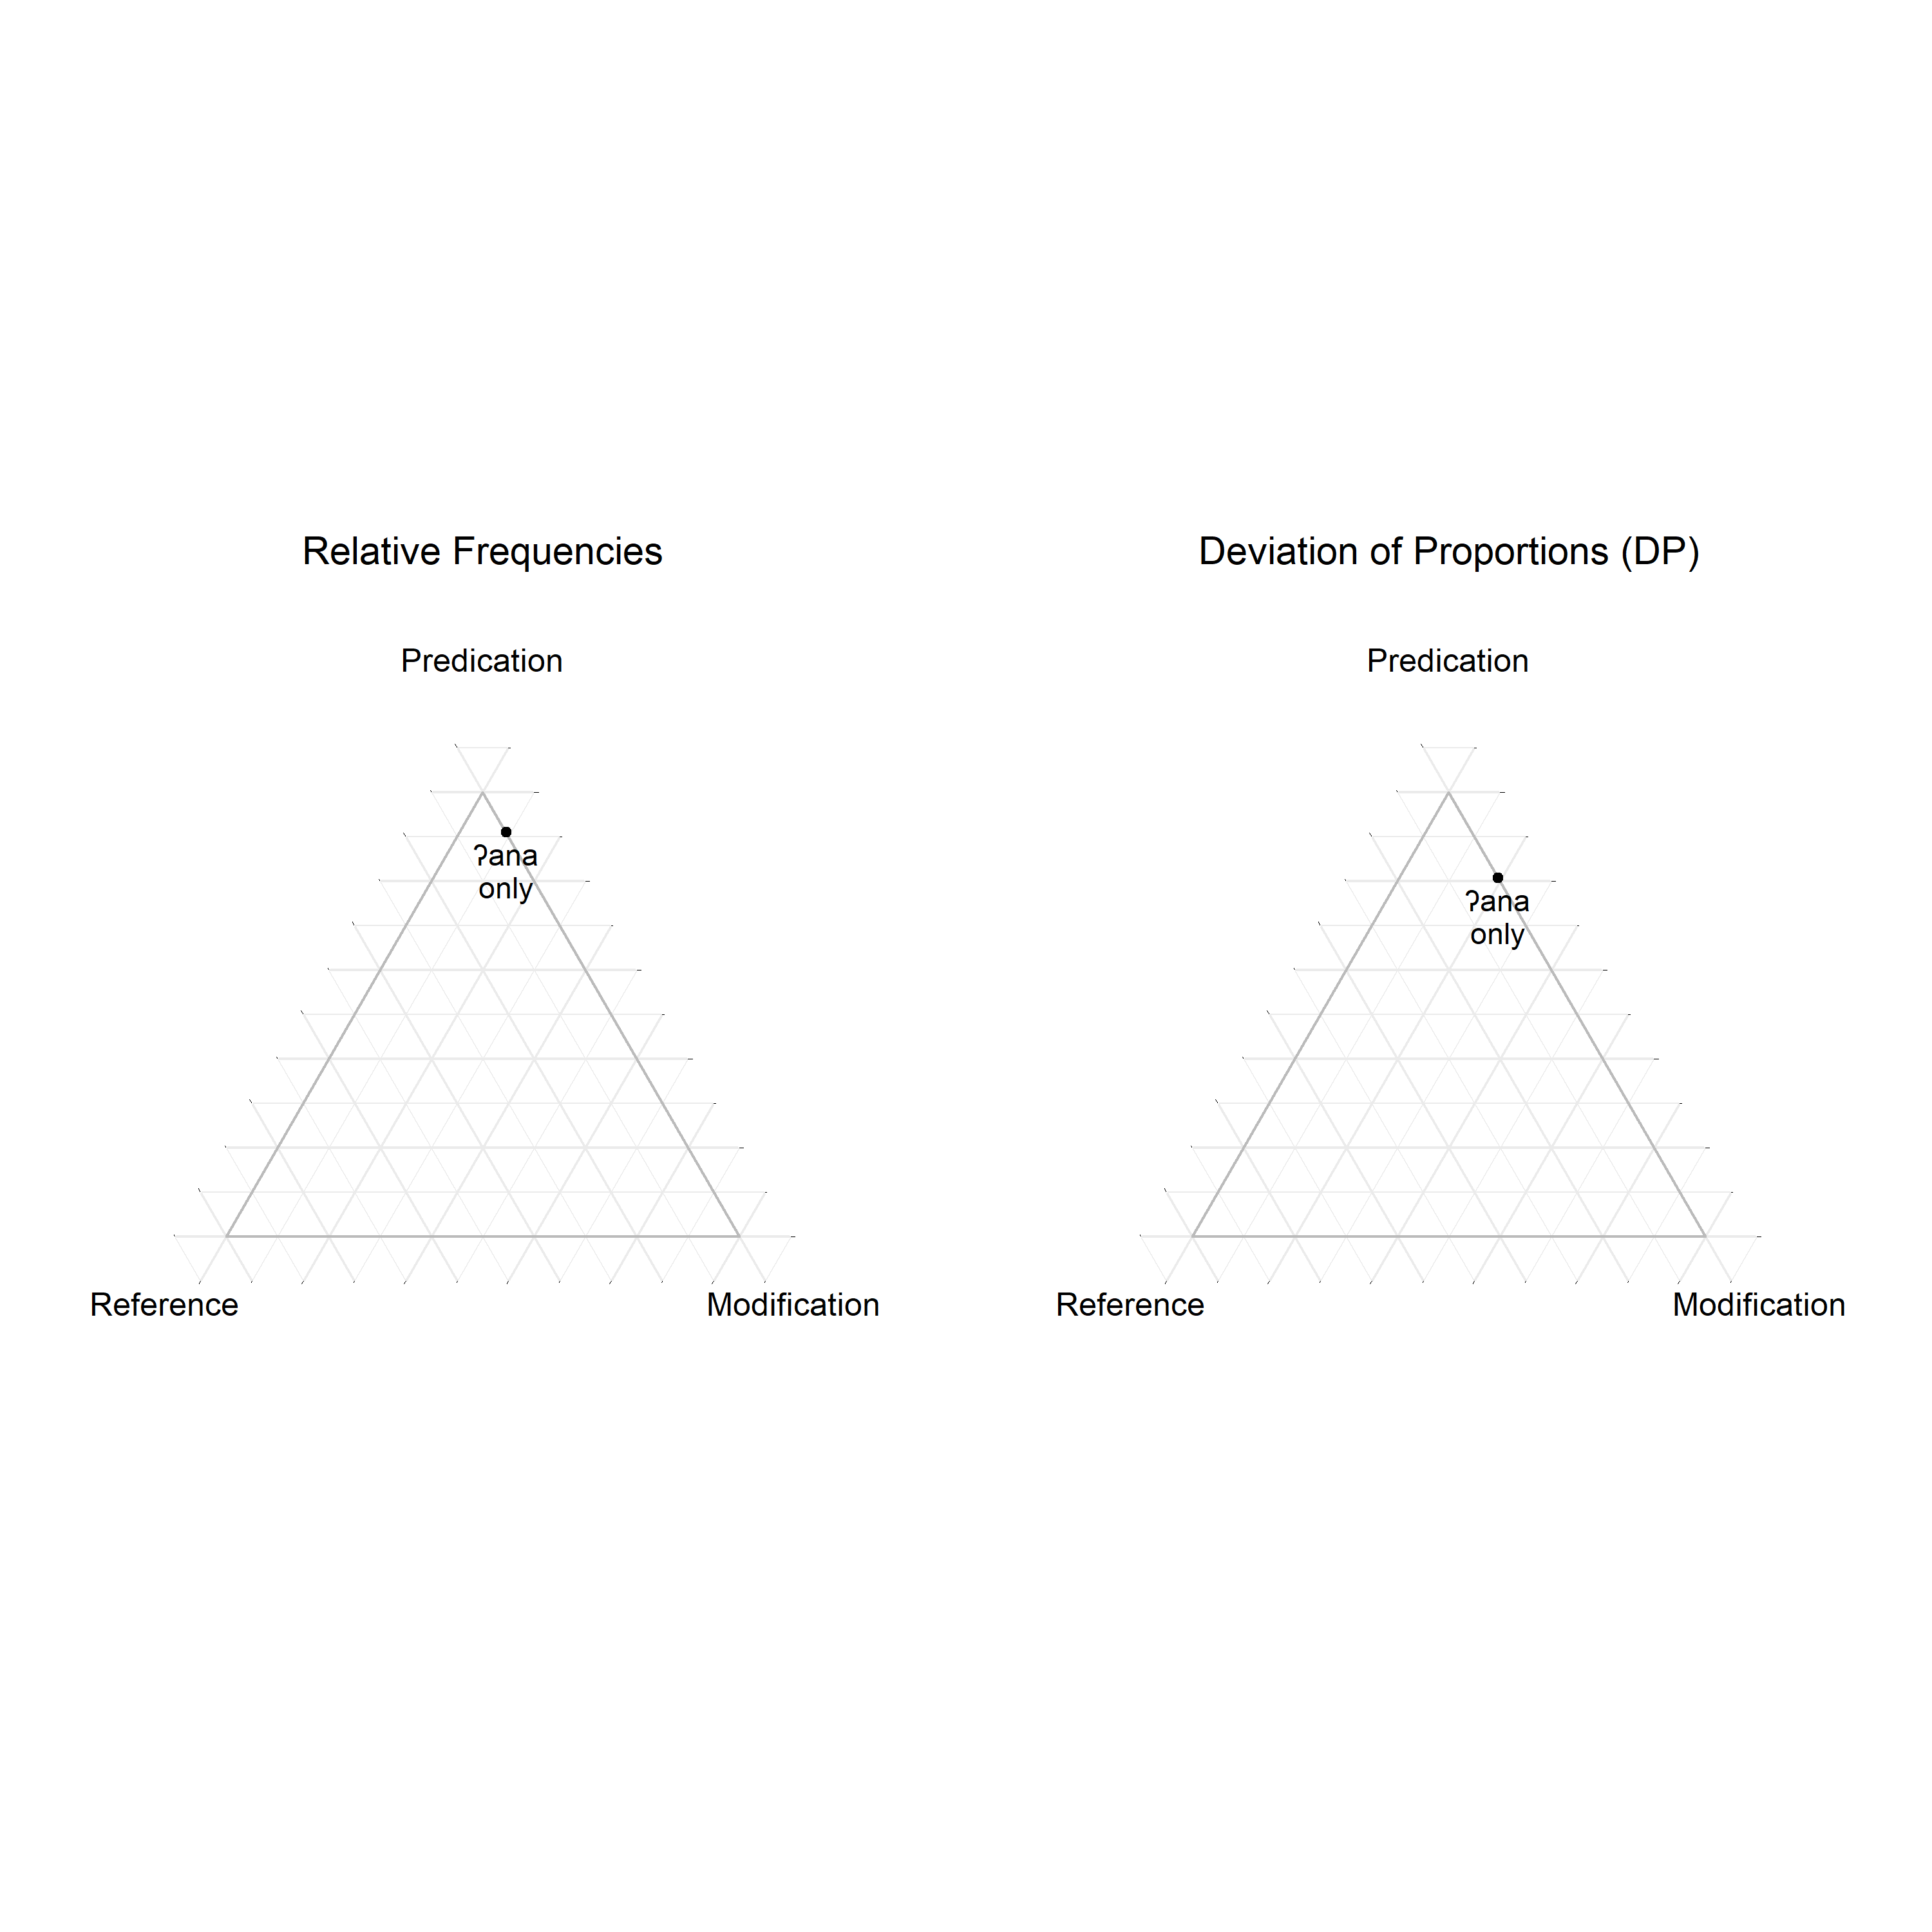 Relative Frequencies
Predication
ʔana
only
Reference
Modification
Deviation of Proportions (DP)
Predication
ʔana
only
Reference
Modification